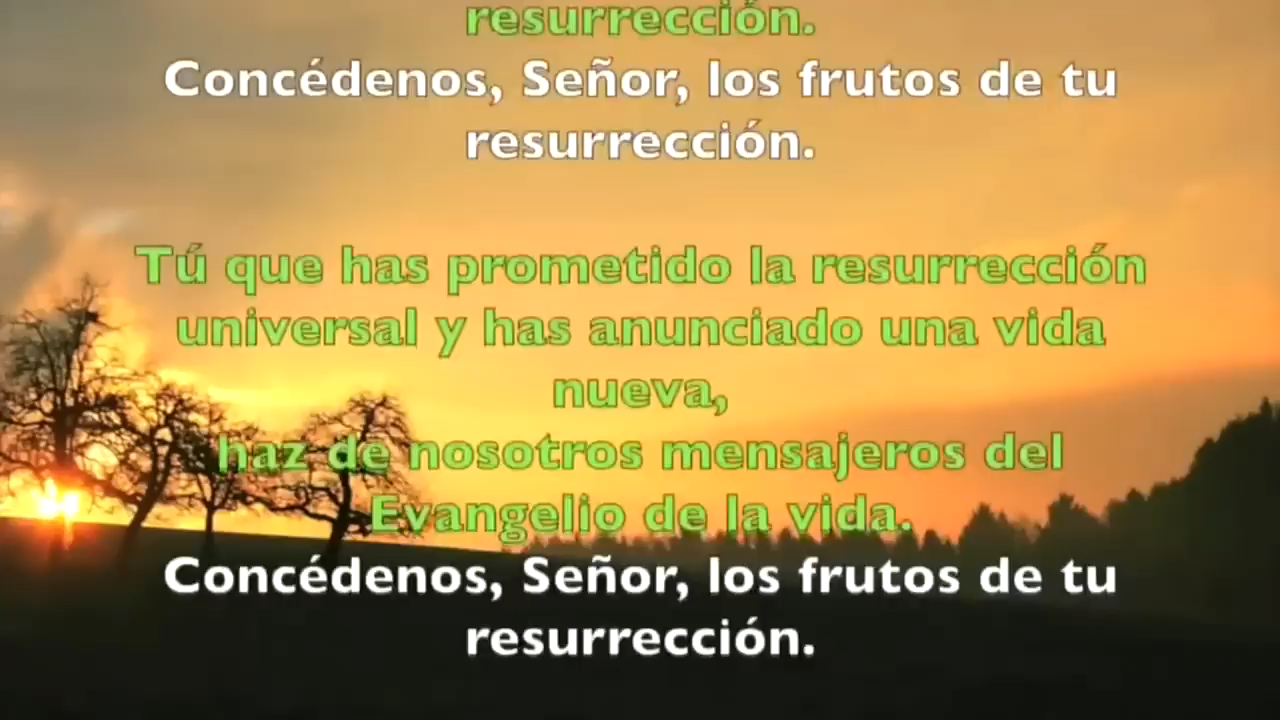 resurrección.
Concédenos, Señor, los frutos de tu
resurrección.
Tú que has prometido la resurrección
universal y has anunciado una vida
nueva,
haz de nosotros mensajeros del
Evangelio de la vida.
Concédenos, Señor, los frutos de tu
resurrección.